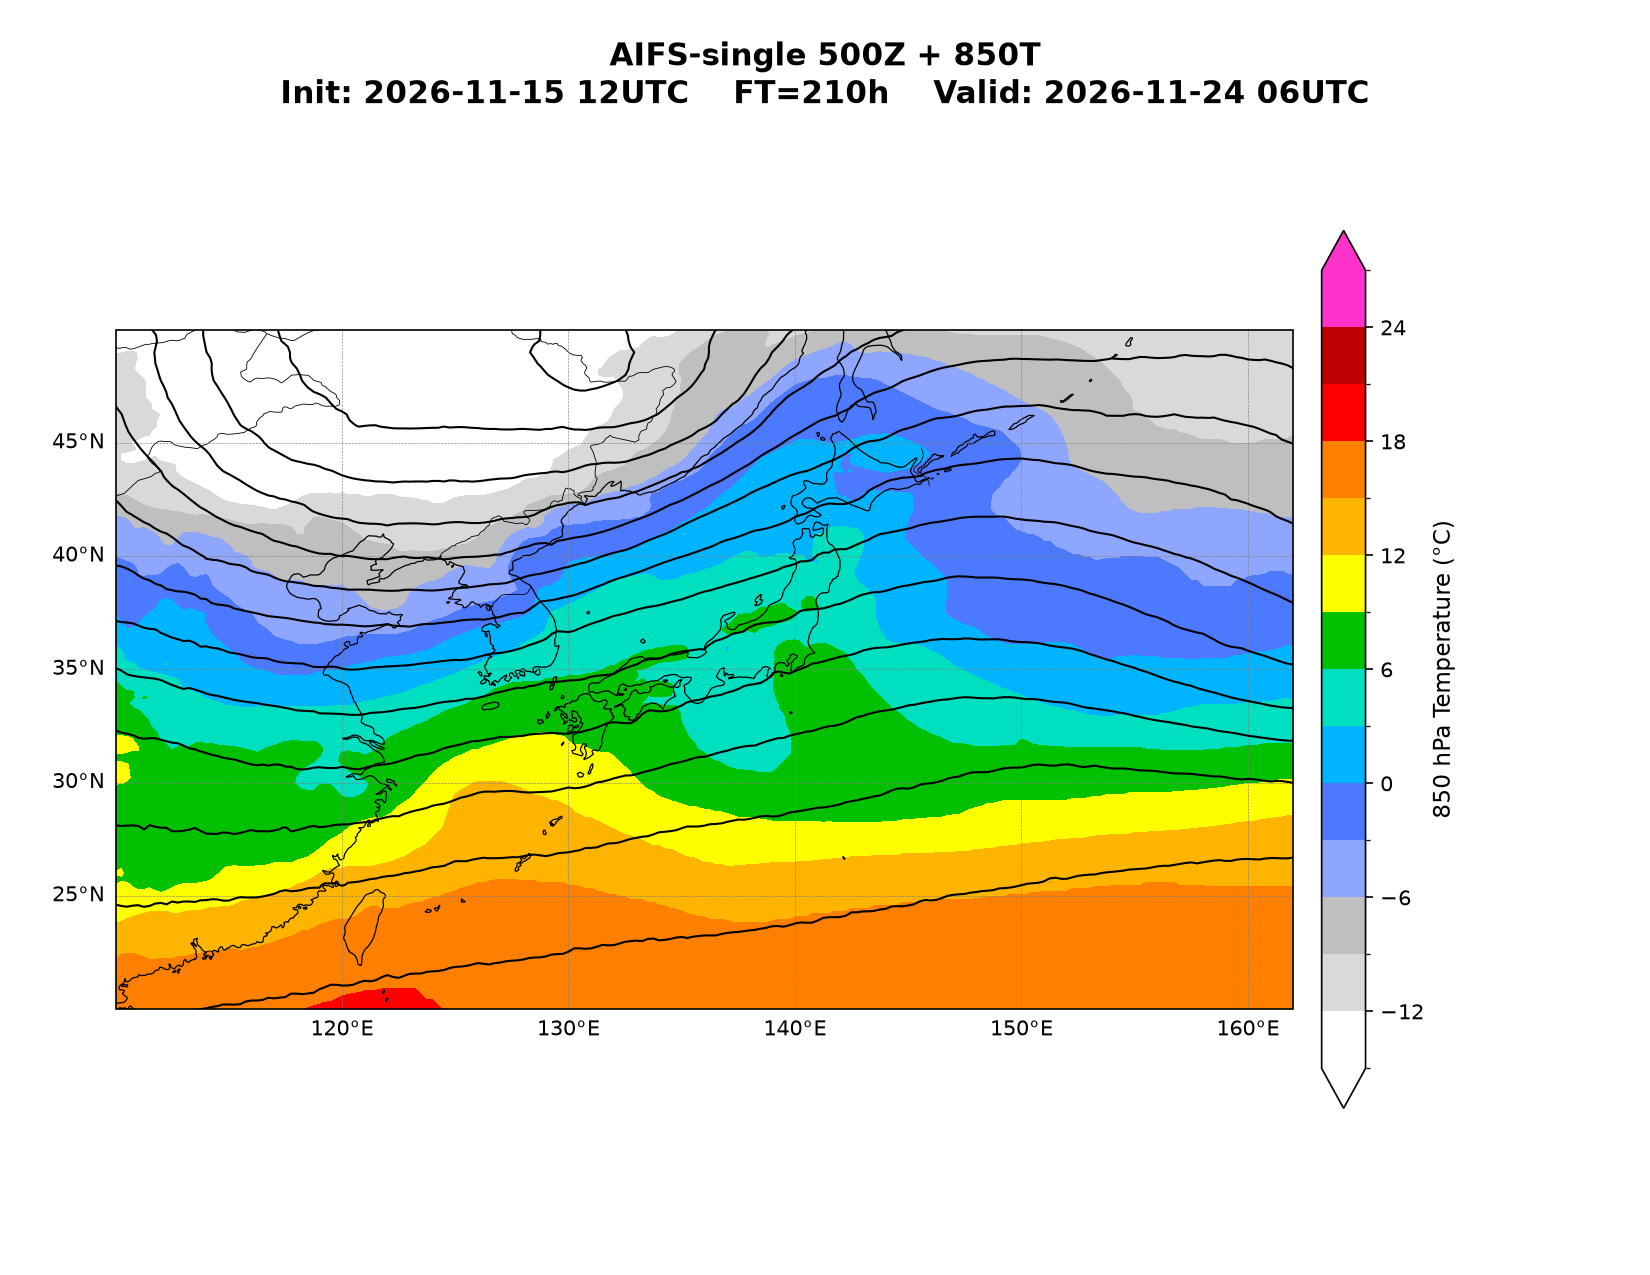 AIFS-single 500Z + 850T
Init: 2026-11-15 12UTC    FT=210h    Valid: 2026-11-24 06UTC
45°N
40°N
35°N
30°N
25°N
120°E
130°E
140°E
150°E
160°E
24
18
12
6
0
−6
−12
850 hPa Temperature (°C)